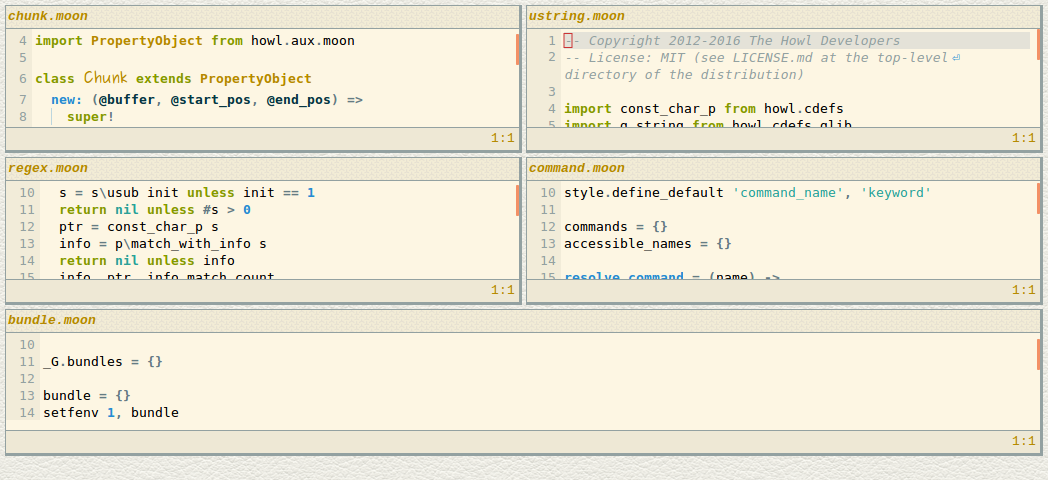 chunk.moon
4 import PropertyObject from howl.aux.moon
5
6 class Chunk extends PropertyObject
7 new: (@buffer, @start_pos, @end_pos) =>
8 super!
1:1
ustring.moon
1 -- Copyright 2012-2016 The Howl Developers
2 -- License: MIT (see LICENSE.md at the top-level⏎
directory of the distribution)
3
4 import const_char_p from howl.cdefs
5 import g_string from howl.cdefs.glib
1:1
regex.moon
10 s = s\usub init unless init == 1
11 return nil unless #s > 0
12 ptr = const_char_p s
13 info = p\match_with_info s
14 return nil unless info
15 info, ptr, info.match_count
1:1
command.moon
10 style.define_default 'command_name', 'keyword'
11
12 commands = {}
13 accessible_names = {}
14
15 resolve_command = (name) ->
1:1
bundle.moon
10
11 _G.bundles = {}
12
13 bundle = {}
14 setfenv 1, bundle
1:1